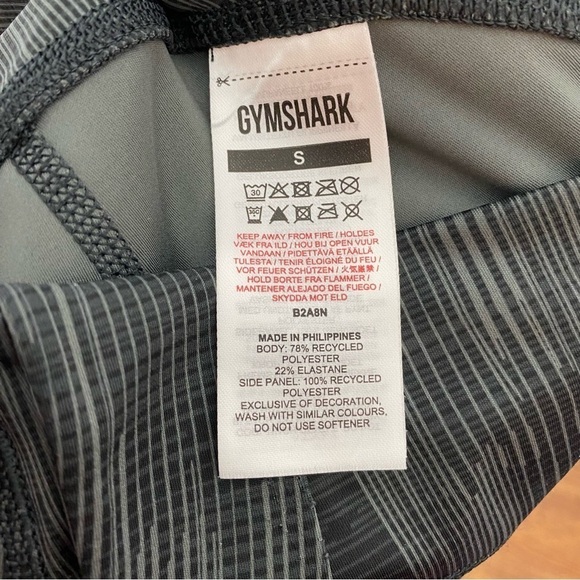 GYMSHARK
S
30
KEEP AWAY FROM FIRE / HOLDES
VÆK FRA ILD / HOU BIJ OPEN VUUR
VANDAAN / PIDETTÄVÄ ETÄÄLLÄ
TULESTA / TENIR ÉLOIGNÉ DU FEU /
VOR FEUER SCHÜTZEN / 火気厳禁 /
HOLD BORTE FRA FLAMMER /
MANTENER ALEJADO DEL FUEGO /
SKYDDA MOT ELD
B2A8N
MADE IN PHILIPPINES
BODY: 78% RECYCLED
POLYESTER
22% ELASTANE
SIDE PANEL: 100% RECYCLED
POLYESTER
EXCLUSIVE OF DECORATION,
WASH WITH SIMILAR COLOURS,
DO NOT USE SOFTENER